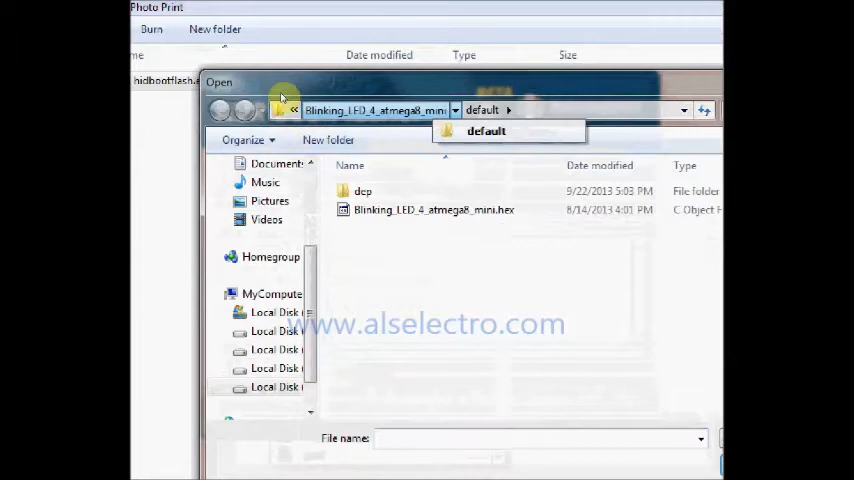 Photo Print
Burn New folder
me Date modified Type Size
hidbootflash.e
Open
BETA
« Blinking_LED_4_atmega8_mini default
default
Organize New folder
Documents
Name Date modified Type
Music
dep 9/22/2013 5:03 PM File folder
Pictures
Blinking_LED_4_atmega8_mini.hex 8/14/2013 4:01 PM C Object F
Videos
Homegroup
MyCompute
Local Disk (
www.alselectro.com
Local Disk (
Local Disk (
Local Disk (
Local Disk (
File name: